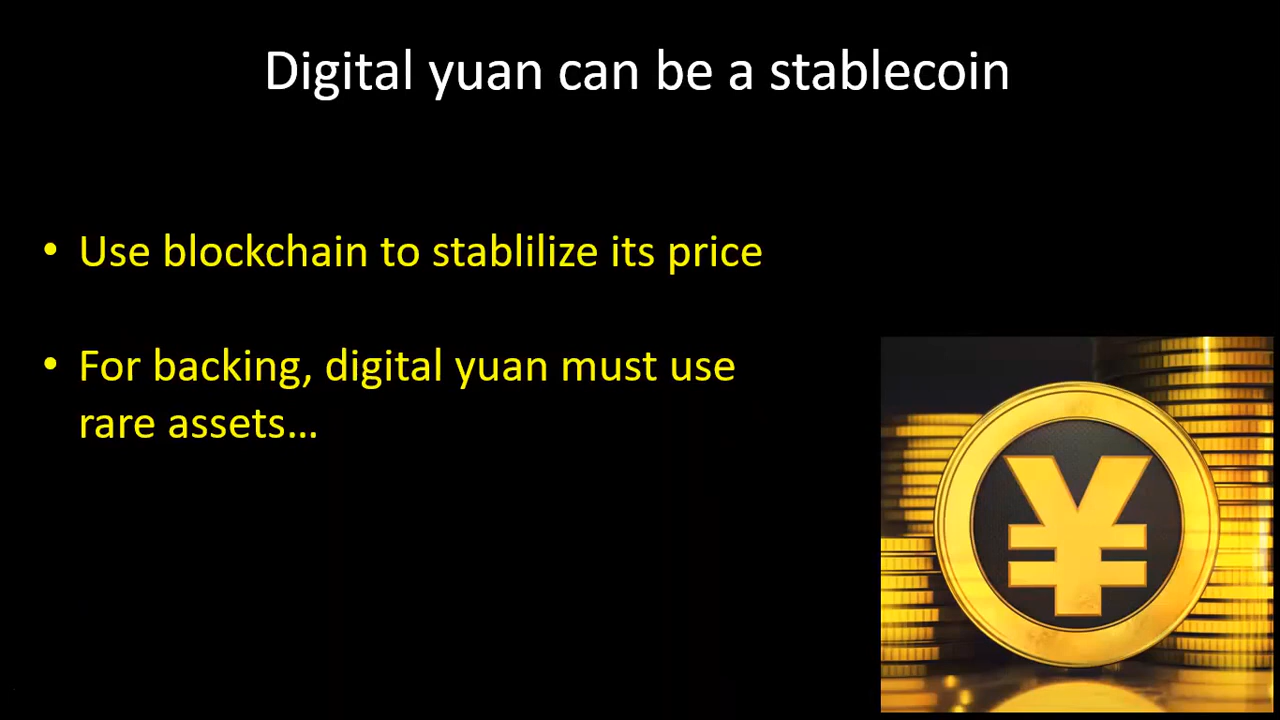 Digital yuan can be a stablecoin
• Use blockchain to stablilize its price
• For backing, digital yuan must use
rare assets…
¥